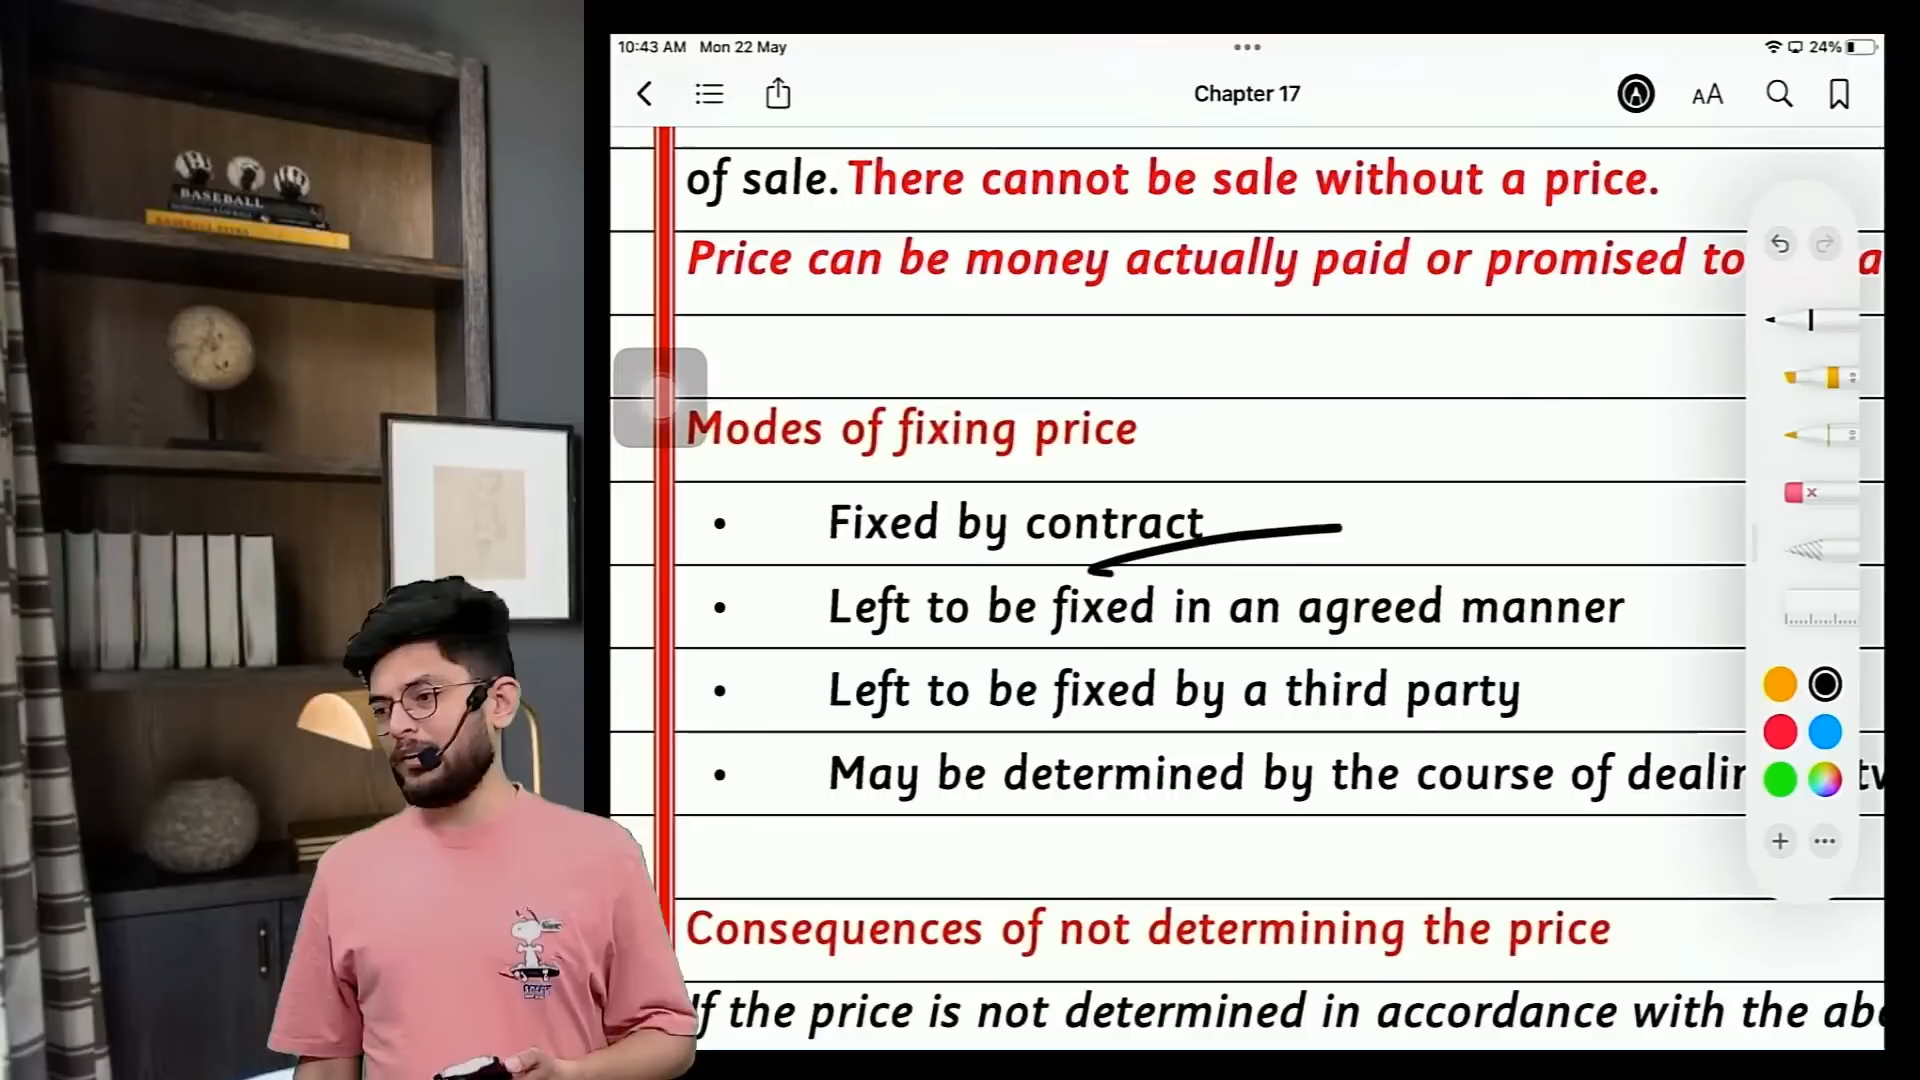 10:43 AM Mon 22 May
24%
Chapter 17
AA
of sale. There cannot be sale without a price.
Price can be money actually paid or promised to
Modes of fixing price
• Fixed by contract
• Left to be fixed in an agreed manner
• Left to be fixed by a third party
• May be determined by the course of
Consequences of not determining the price
If the price is not determined in accordance with the
BASEBALL